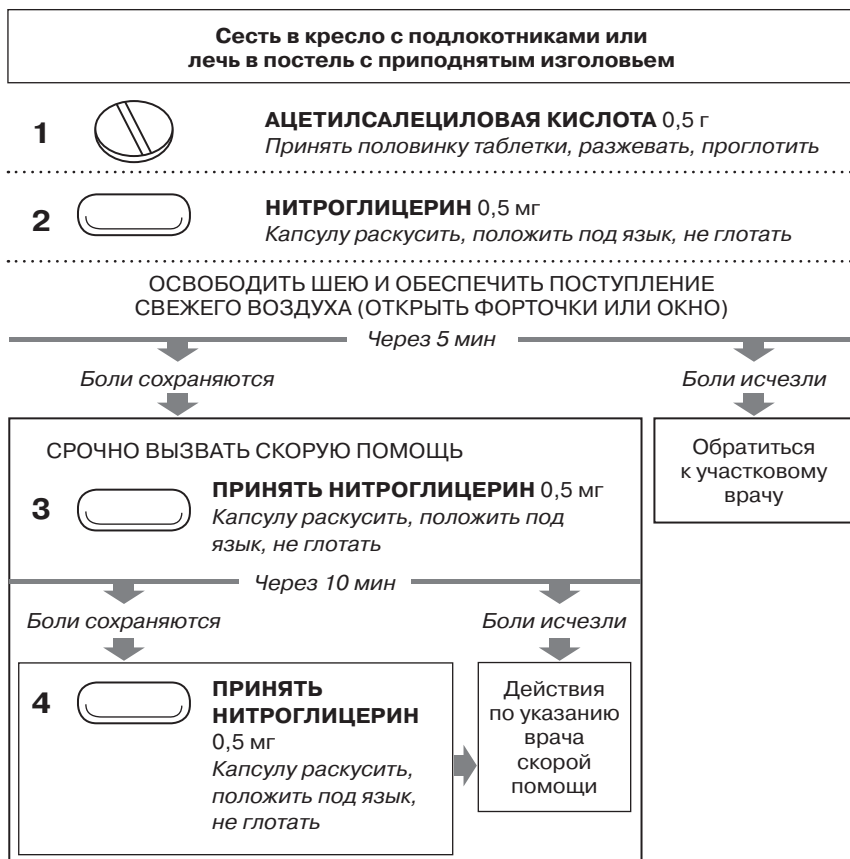 Сесть в кресло с подлокотниками или
лечь в постель с приподнятым изголовьем
1
АЦЕТИЛСАЛЕЦИЛОВАЯ КИСЛОТА 0,5 г
Принять половинку таблетки, разжевать, проглотить
2
НИТРОГЛИЦЕРИН 0,5 мг
Капсулу раскусить, положить под язык, не глотать
ОСВОБОДИТЬ ШЕЮ И ОБЕСПЕЧИТЬ ПОСТУПЛЕНИЕ
СВЕЖЕГО ВОЗДУХА (ОТКРЫТЬ ФОРТОЧКИ ИЛИ ОКНО)
Через 5 мин
Боли сохраняются
Боли исчезли
СРОЧНО ВЫЗВАТЬ СКОРУЮ ПОМОЩЬ
3
ПРИНЯТЬ НИТРОГЛИЦЕРИН 0,5 мг
Капсулу раскусить, положить под
язык, не глотать
Обратиться
к участковому
врачу
Через 10 мин
Боли сохраняются
Боли исчезли
4
ПРИНЯТЬ
НИТРОГЛИЦЕРИН
0,5 мг
Капсулу раскусить,
положить под язык,
не глотать
Действия
по указанию
врача
скорой
помощи